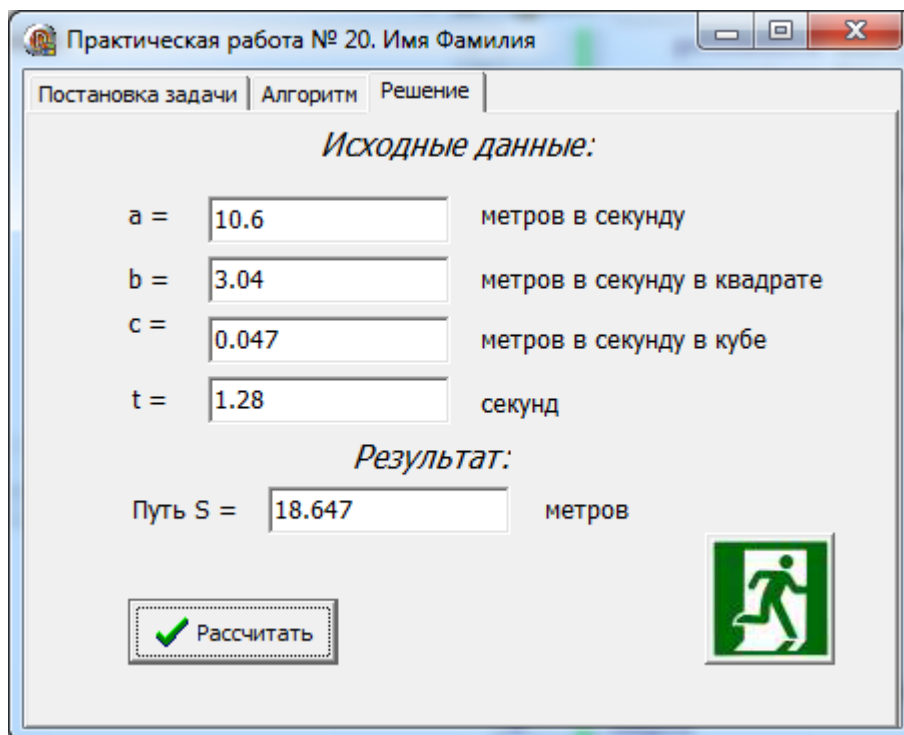 Практическая работа № 20. Имя Фамилия
Постановка задачи Алгоритм Решение
Исходные данные:
a = 10.6 метров в секунду
b = 3.04 метров в секунду в квадрате
c = 0.047 метров в секунду в кубе
t = 1.28 секунд
Результат:
Путь S = 18.647 метров
Рассчитать